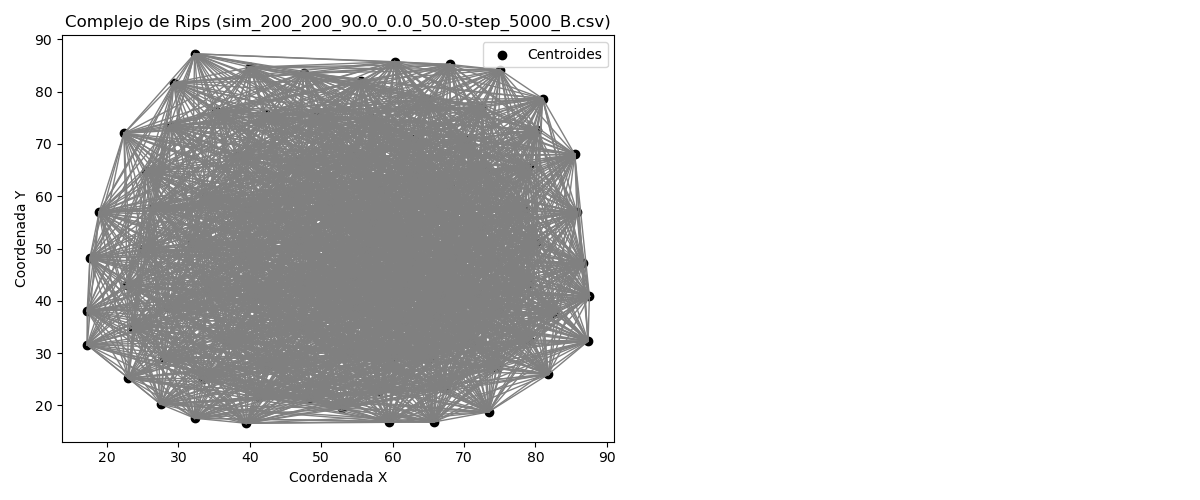 Complejo de Rips (sim_200_200_90.0_0.0_50.0-step_5000_B.csv)
Centroides
90
80
70
60
50
40
30
20
Coordenada Y
20 30 40 50 60 70 80 90
Coordenada X